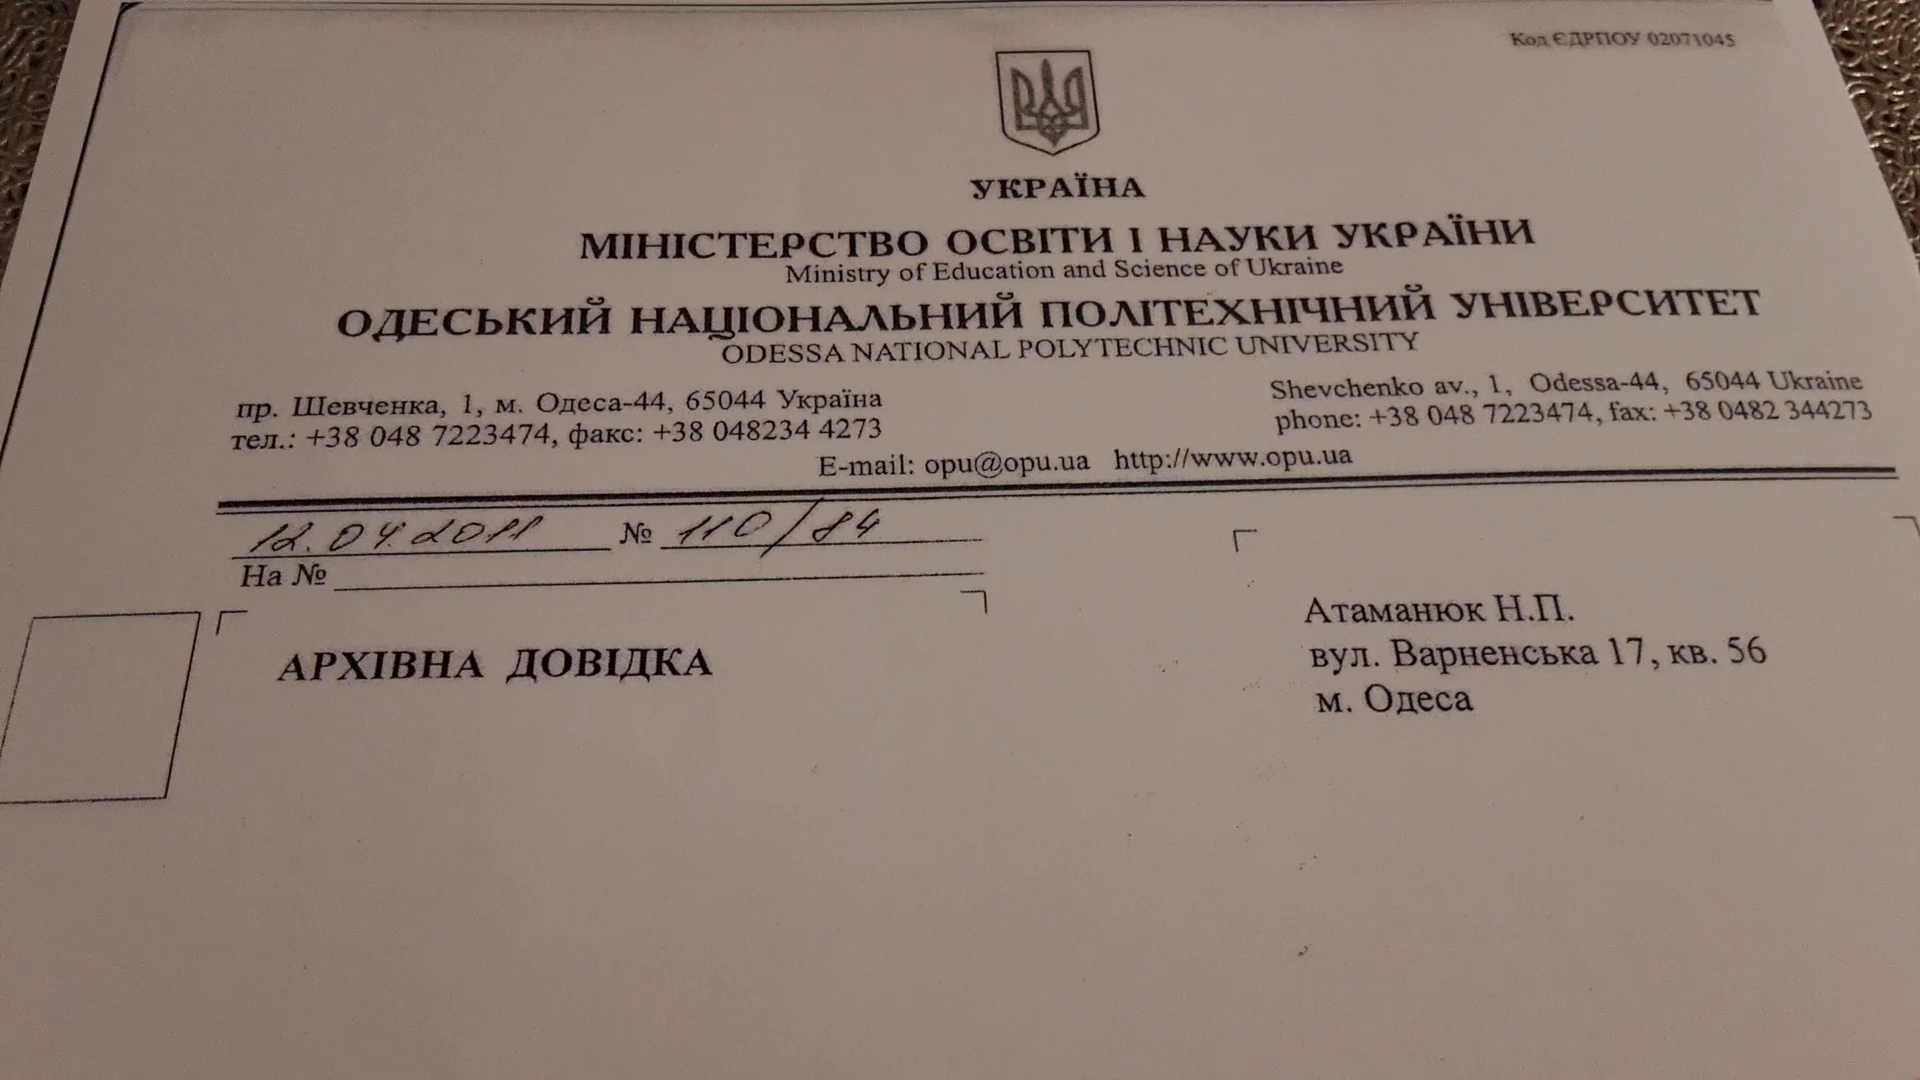 Код ЄДРПОУ 02071045
УКРАЇНА
МІНІСТЕРСТВО ОСВІТИ І НАУКИ УКРАЇНИ
Ministry of Education and Science of Ukraine
ОДЕСЬКИЙ НАЦІОНАЛЬНИЙ ПОЛІТЕХНІЧНИЙ УНІВЕРСИТЕТ
ODESSA NATIONAL POLYTECHNIC UNIVERSITY
пр. Шевченка, 1, м. Одеса-44, 65044 Україна
тел.: +38 048 7223474, факс: +38 048234 4273
Shevchenko av., 1, Odessa-44, 65044 Ukraine
phone: +38 048 7223474, fax: +38 0482 344273
E-mail: opu@opu.ua http://www.opu.ua
12.04.2011 № 110/84
На №
АРХІВНА ДОВІДКА
Атаманюк Н.П.
вул. Варненська 17, кв. 56
м. Одеса